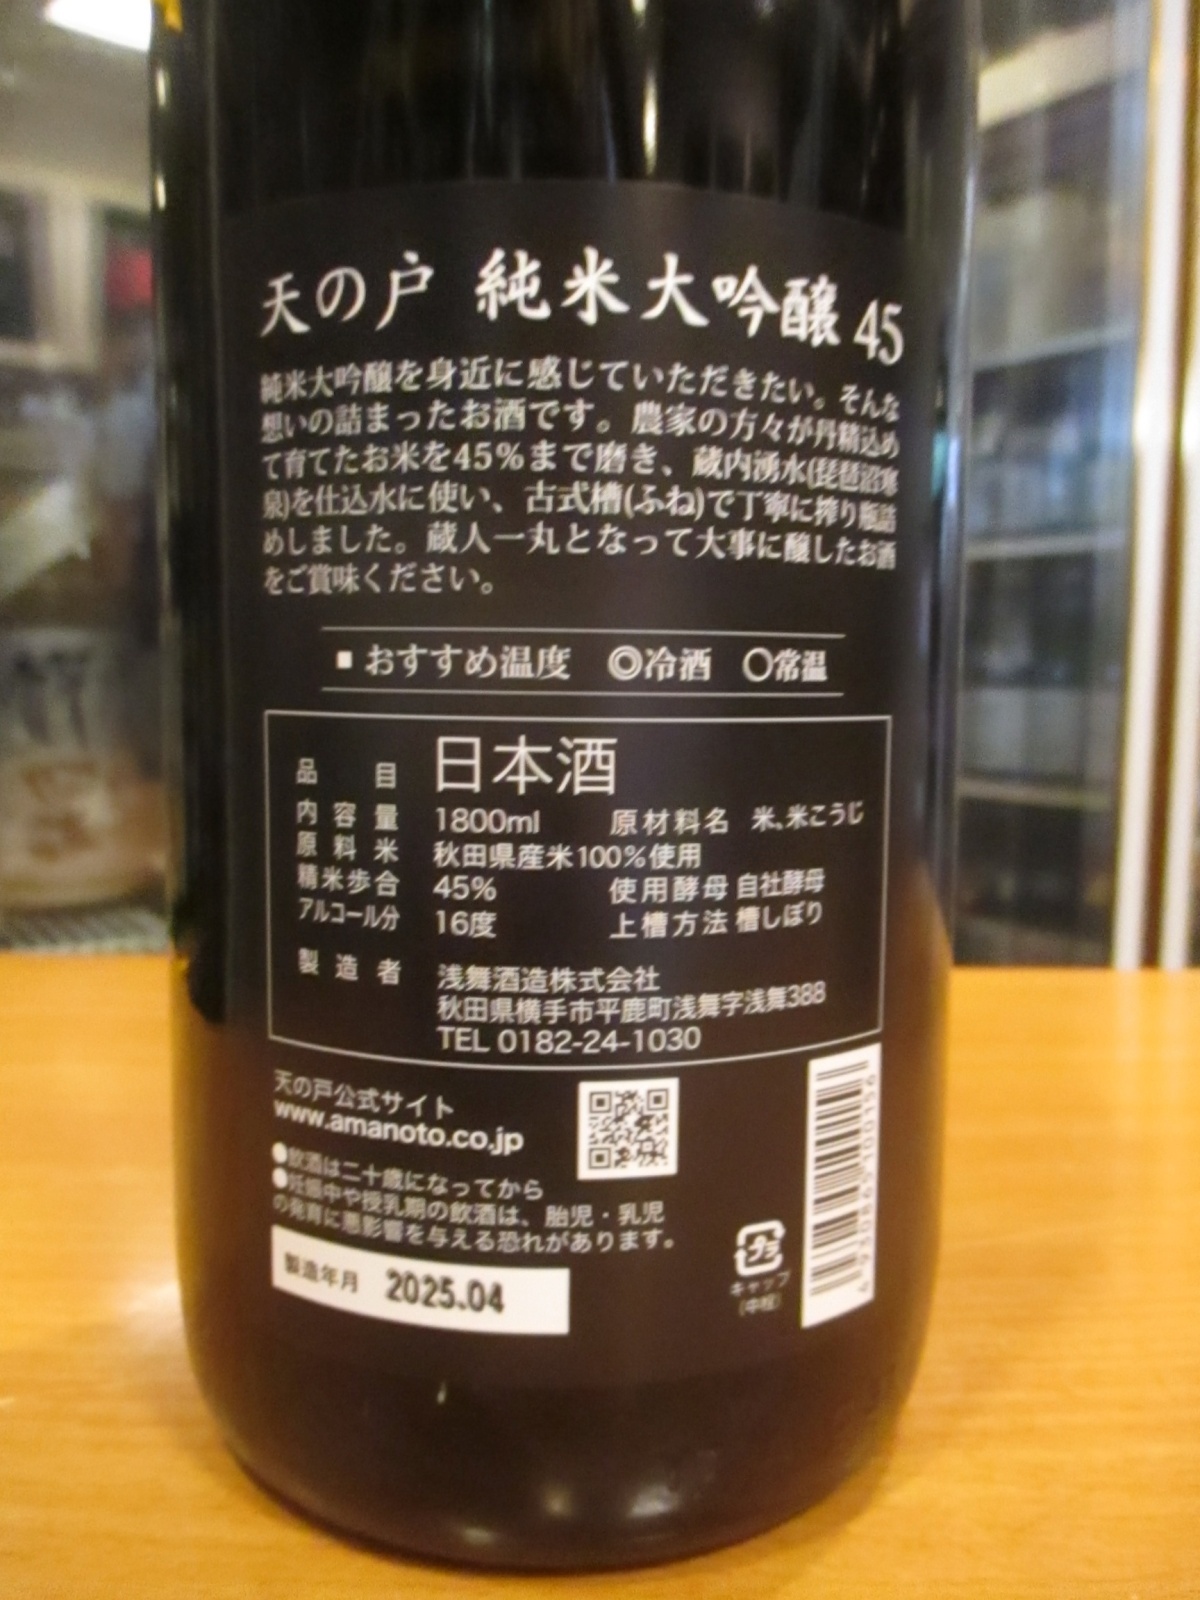 天の戸 純米大吟醸 45
純米大吟醸を身近に感じていただきたい。そんな
想いの詰まったお酒です。農家の方々が丹精込め
て育てたお米を45%まで磨き、蔵内湧水(琵琶沼寒
泉)を仕込水に使い、古式槽(ふね)で丁寧に搾り瓶詰
めしました。蔵人一丸となって大事に醸したお酒
をご賞味ください。
■おすすめ温度 ◎冷酒 〇常温
品目 日本酒
内容量 1800ml 原材料名 米、米こうじ
原料米 秋田県産米100%使用
精米歩合 45% 使用酵母 自社酵母
アルコール分 16度 上槽方法 槽しぼり
製造者 浅舞酒造株式会社
秋田県横手市平鹿町浅舞字浅舞388
TEL 0182-24-1030
天の戸公式サイト
www.amanoto.co.jp
●飲酒は二十歳になってから
●妊娠中や授乳期の飲酒は、胎児・乳児
の発育に悪影響を与える恐れがあります。
製造年月 2025.04
プラ
キャップ
(中栓)